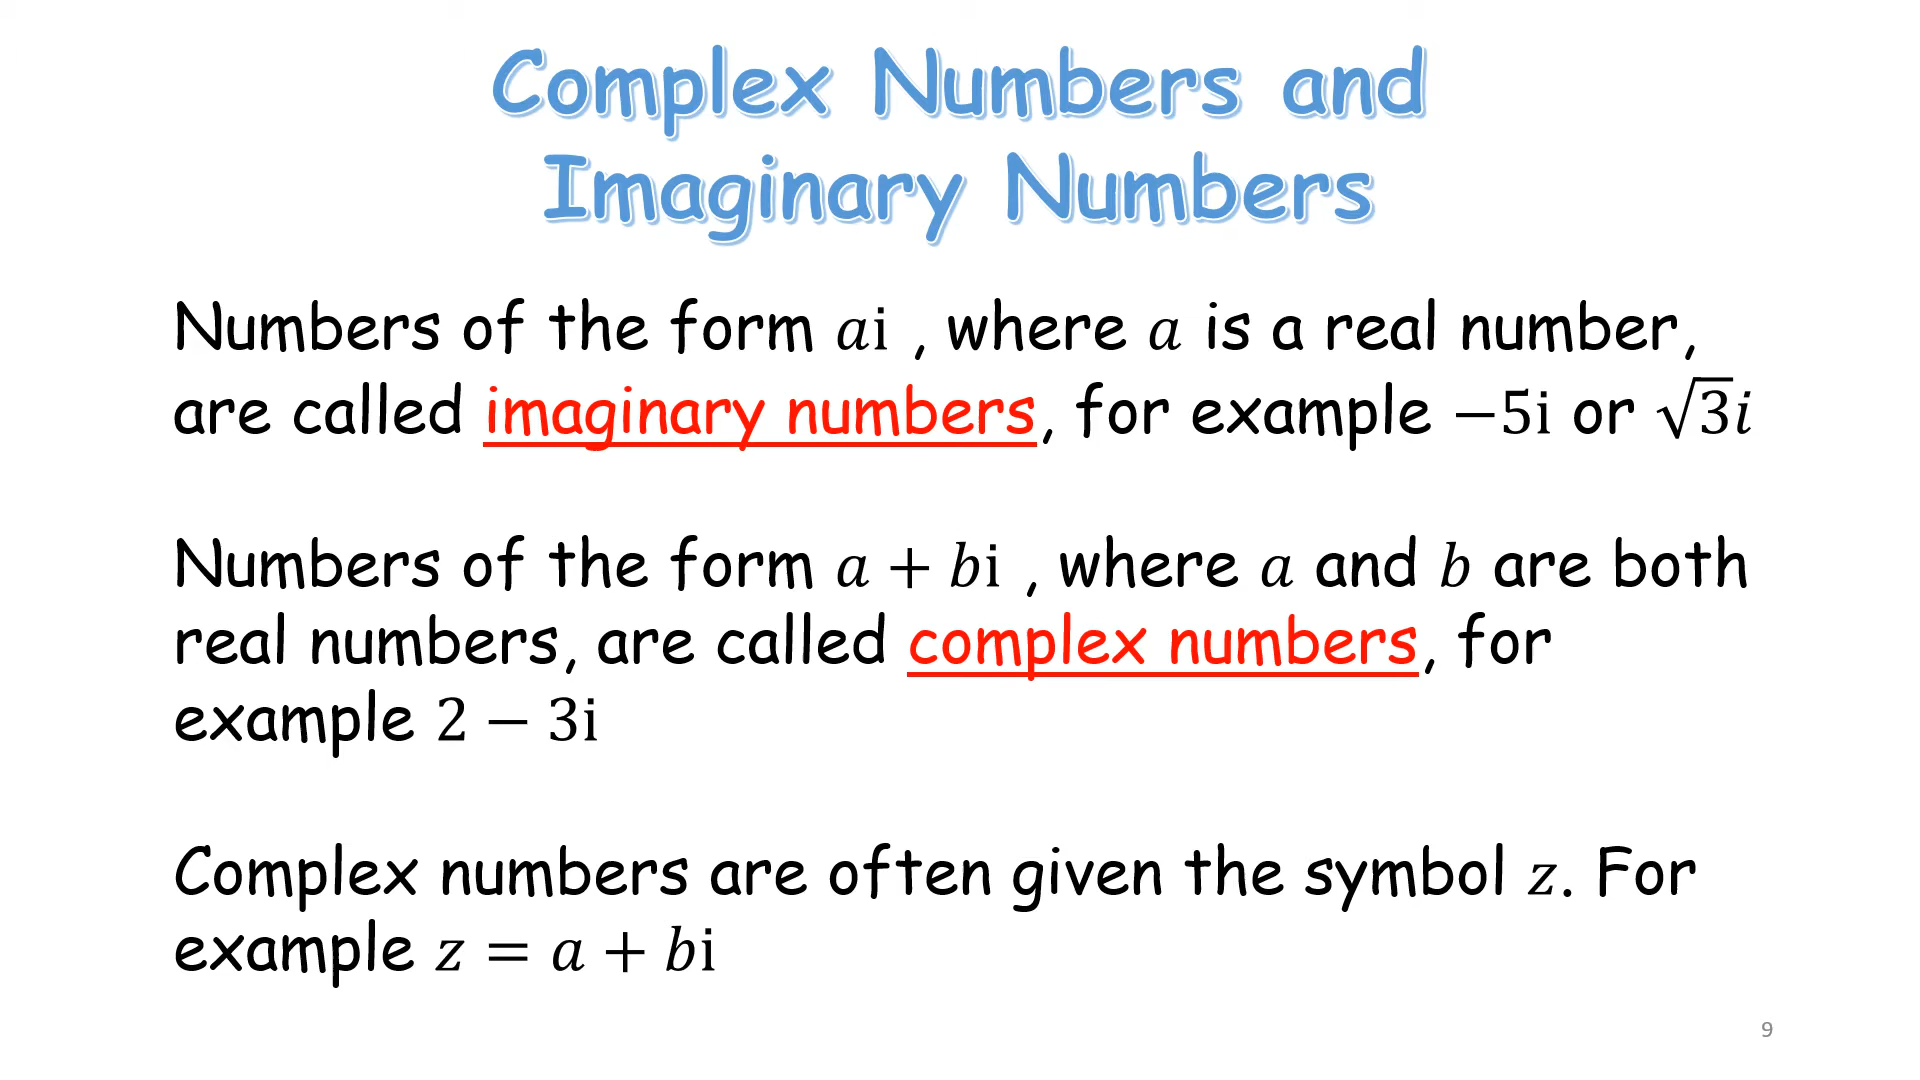 Complex Numbers and
Imaginary Numbers
Numbers of the form 𝑎i , where 𝑎 is a real number,
are called imaginary numbers, for example −5i or √3𝑖
Numbers of the form 𝑎 + 𝑏i , where 𝑎 and 𝑏 are both
real numbers, are called complex numbers, for
example 2 − 3i
Complex numbers are often given the symbol 𝑧. For
example 𝑧 = 𝑎 + 𝑏i
9